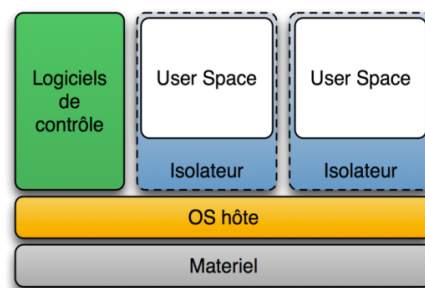 Logiciels
de
contrôle
User Space
User Space
Isolateur
Isolateur
OS hôte
Materiel